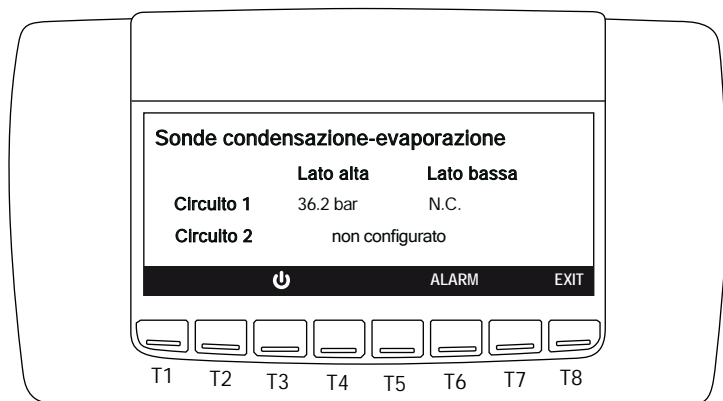 Sonde condensazione-evaporazione
Lato alta Lato bassa
Circuito 1 36.2 bar N.C.
Circuito 2 non configurato
ALARM EXIT
T1 T2 T3 T4 T5 T6 T7 T8